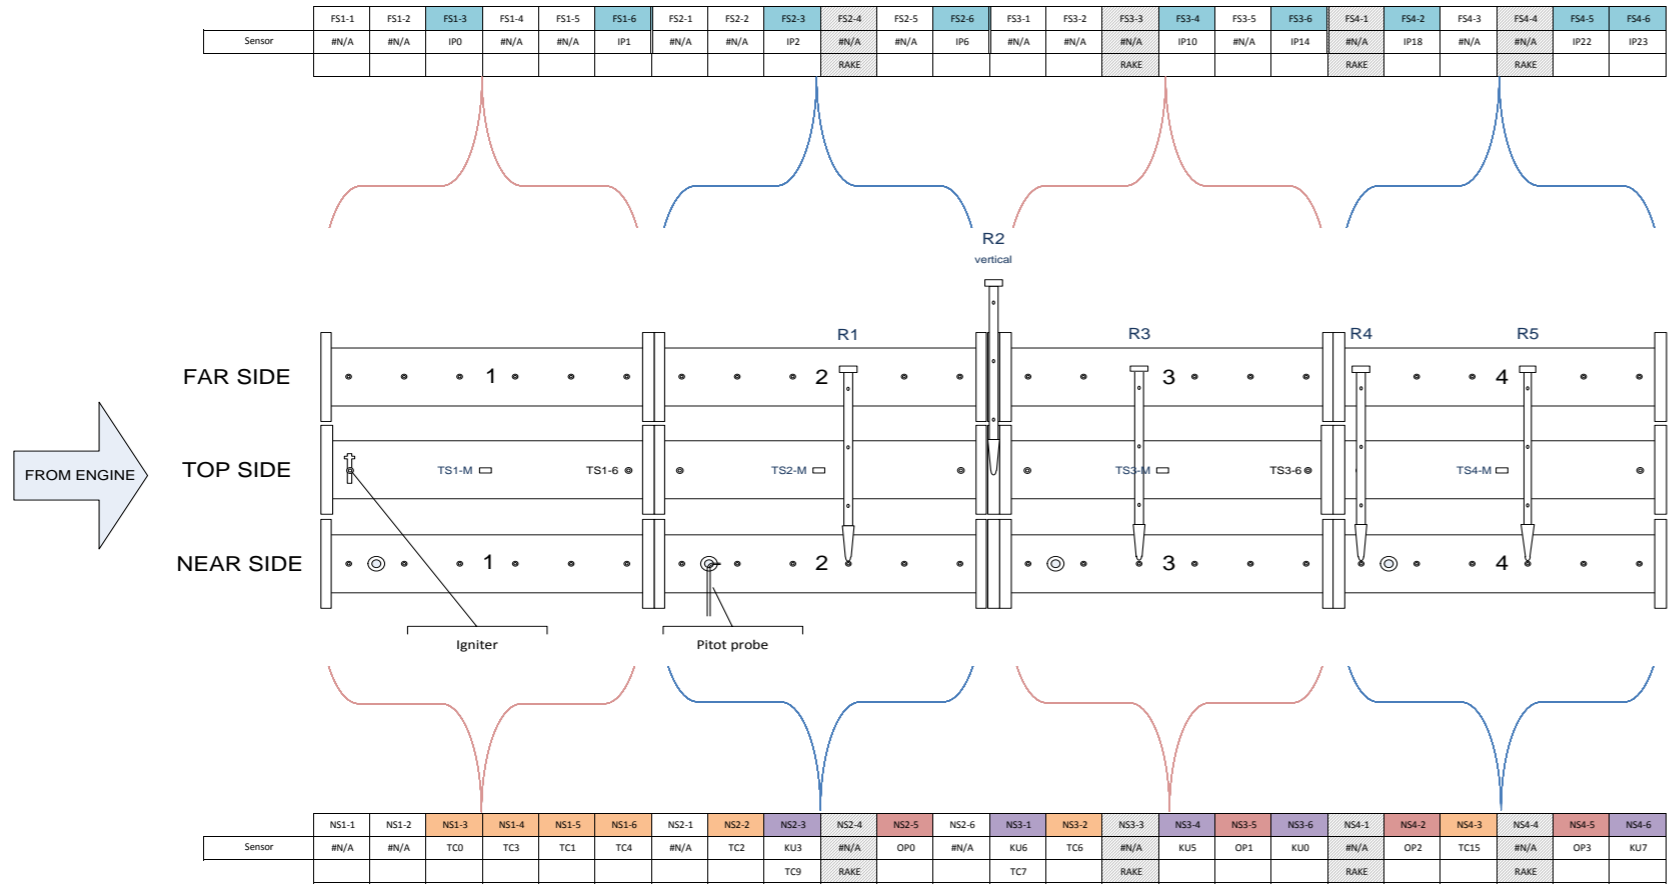 FS1-1 FS1-2 FS1-3 FS1-4 FS1-5 FS1-6 FS2-1 FS2-2 FS2-3 FS2-4 FS2-5 FS2-6 FS3-1 FS3-2 FS3-3 FS3-4 FS3-5 FS3-6 FS4-1 FS4-2 FS4-3 FS4-4 FS4-5 FS4-6
Sensor #N/A #N/A IP0 #N/A #N/A IP1 #N/A #N/A IP2 #N/A #N/A IP6 #N/A #N/A #N/A IP10 #N/A IP14 #N/A IP18 #N/A #N/A IP22 IP23
RAKE RAKE RAKE RAKE
R2
vertical
R1 R3 R4 R5
FAR SIDE 1 2 3 4
FROM ENGINE
TOP SIDE TS1-M TS1-6 TS2-M TS3-M TS3-6 TS4-M
NEAR SIDE 1 2 3 4
Igniter Pitot probe
NS1-1 NS1-2 NS1-3 NS1-4 NS1-5 NS1-6 NS2-1 NS2-2 NS2-3 NS2-4 NS2-5 NS2-6 NS3-1 NS3-2 NS3-3 NS3-4 NS3-5 NS3-6 NS4-1 NS4-2 NS4-3 NS4-4 NS4-5 NS4-6
Sensor #N/A #N/A TC0 TC3 TC1 TC4 #N/A TC2 KU3 #N/A OP0 #N/A KU6 TC6 #N/A KU5 OP1 KU0 #N/A OP2 TC15 #N/A OP3 KU7
TC9 RAKE TC7 RAKE RAKE RAKE